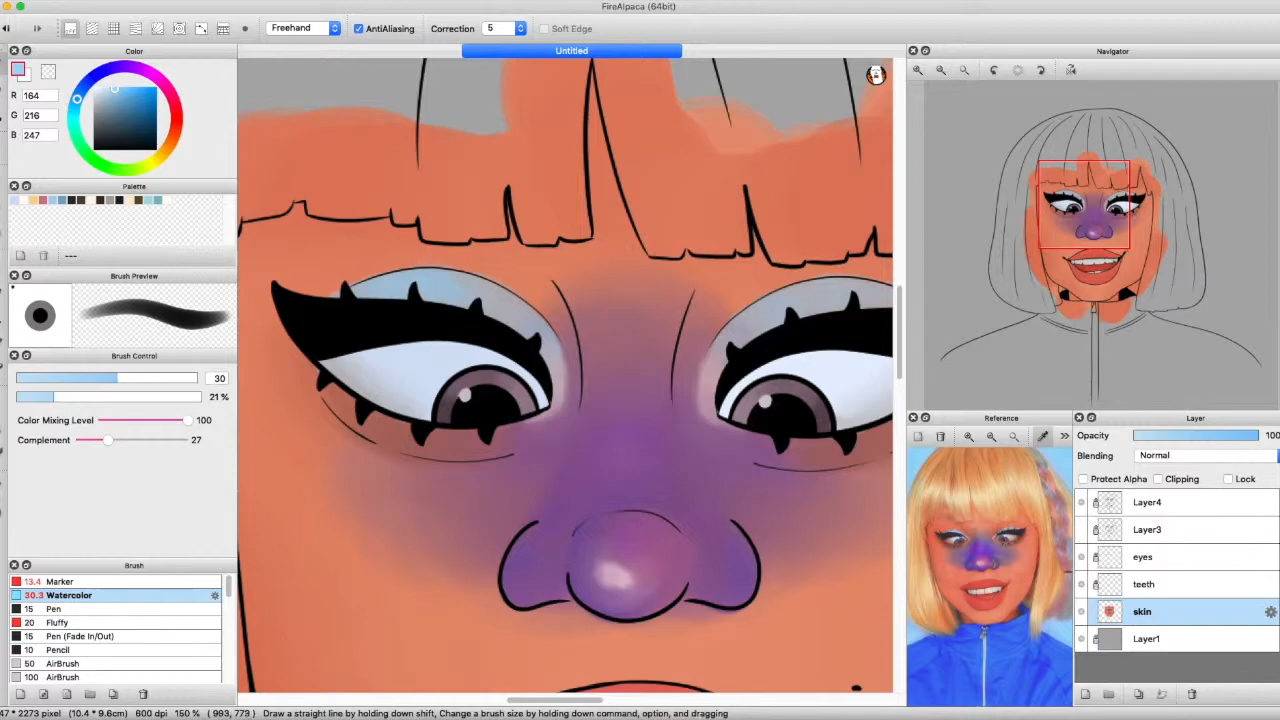 FireAlpaca (64bit)
Freehand AntiAliasing Correction 5 Soft Edge
Color
R 164
G 216
B 247
Palette
---
Brush Preview
Brush Control
30
21 %
Color Mixing Level 100
Complement 27
Brush
13.4 Marker
30.3 Watercolor
15 Pen
20 Fluffy
15 Pen (Fade In/Out)
10 Pencil
50 AirBrush
100 AirBrush
Untitled
Navigator
Reference
Layer
Opacity 100
Blending Normal
Protect Alpha Clipping Lock
Layer4
Layer3
eyes
teeth
skin
Layer1
47 * 2273 pixel (10.4 * 9.6cm) 600 dpi 150 % ( 993, 773 ) Draw a straight line by holding down shift, Change a brush size by holding down command, option, and dragging